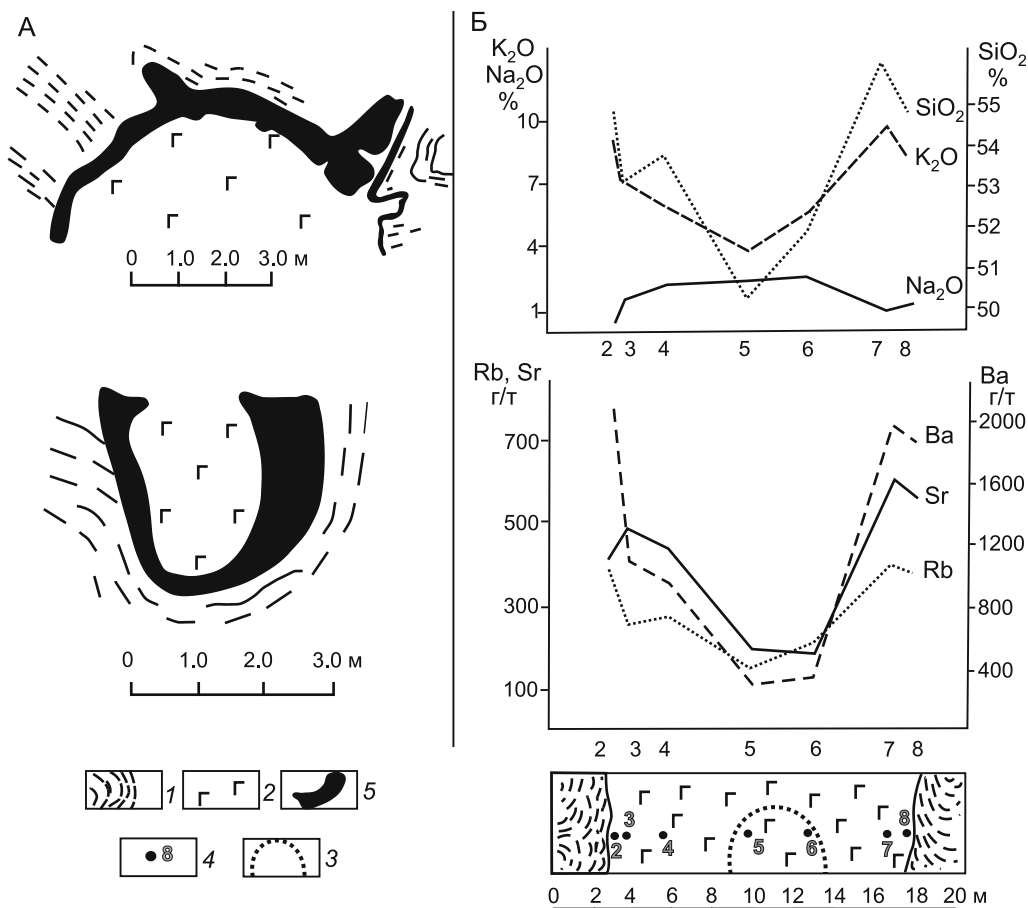 А
Г Г
Г Г
Г Г
0 1.0 2.0 3.0 м
Г Г
Г
Г Г
Г
0 1.0 2.0 3.0 м
1
Г Г
2
5
8
4
3
Б
K₂O
Na₂O
%
SiO₂
%
10
7
4
1
55
54
53
52
51
50
SiO₂
K₂O
Na₂O
2 3 4 5 6 7 8
Rb, Sr
г/т
Ba
г/т
700
500
300
100
2000
1600
1200
800
400
Ba
Sr
Rb
2 3 4 5 6 7 8
Г Г Г Г Г Г
Г Г Г Г
Г Г Г Г Г
2 3 4 5 6 7 8
0 2 4 6 8 10 12 14 16 18 20 м